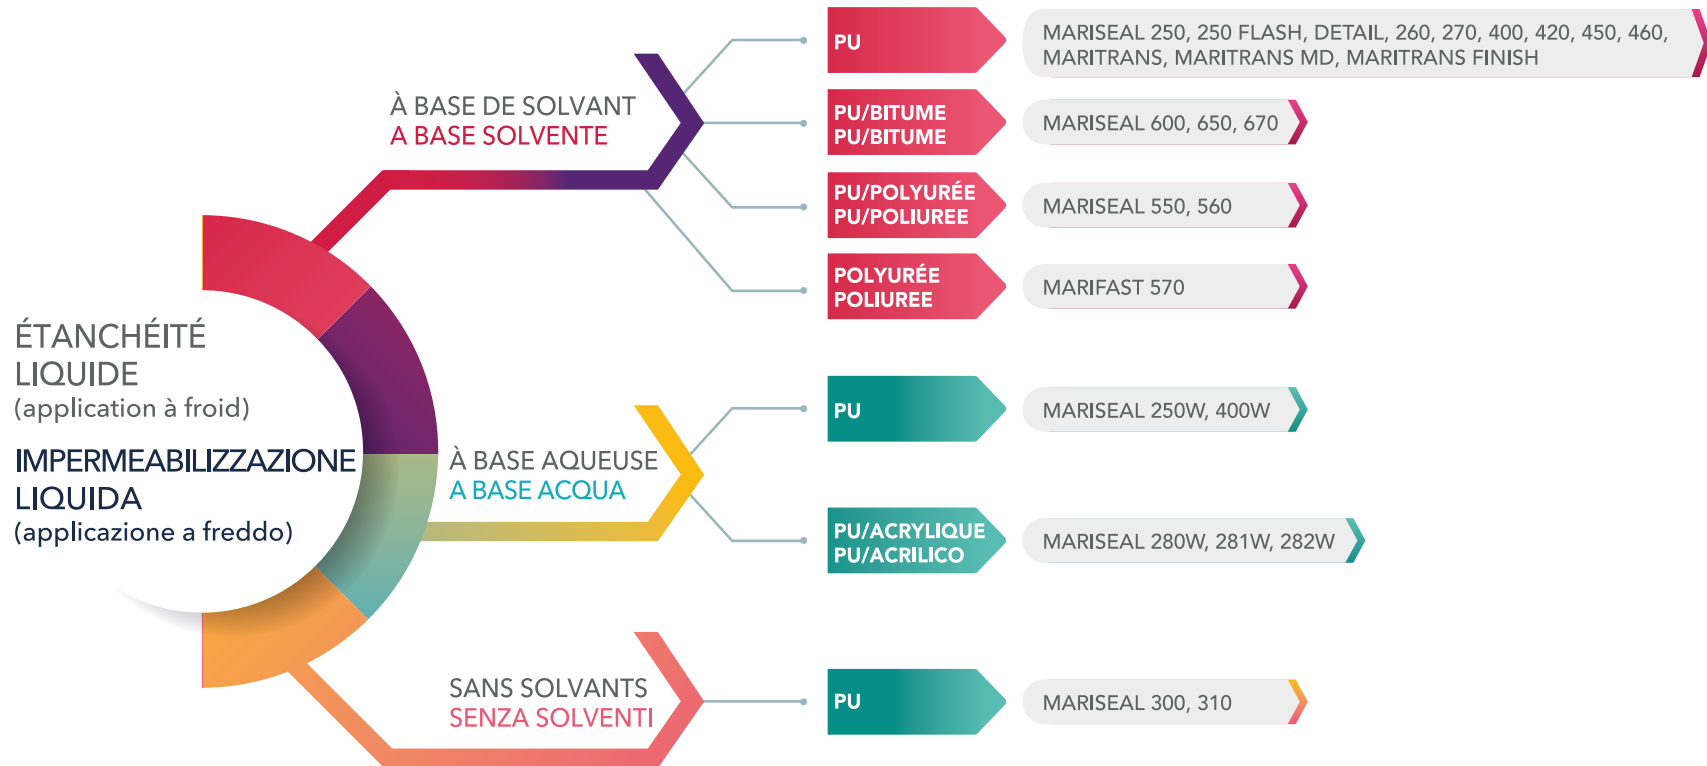 ÉTANCHÉITÉ
LIQUIDE
(application à froid)
IMPERMEABILIZZAZIONE
LIQUIDA
(applicazione a freddo)
À BASE DE SOLVANT
A BASE SOLVENTE
PU
MARISEAL 250, 250 FLASH, DETAIL, 260, 270, 400, 420, 450, 460,
MARITRANS, MARITRANS MD, MARITRANS FINISH
PU/BITUME
PU/BITUME
MARISEAL 600, 650, 670
PU/POLYURÉE
PU/POLIUREE
MARISEAL 550, 560
POLYURÉE
POLIUREE
MARIFAST 570
À BASE AQUEUSE
A BASE ACQUA
PU
MARISEAL 250W, 400W
PU/ACRYLIQUE
PU/ACRILICO
MARISEAL 280W, 281W, 282W
SANS SOLVANTS
SENZA SOLVENTI
PU
MARISEAL 300, 310